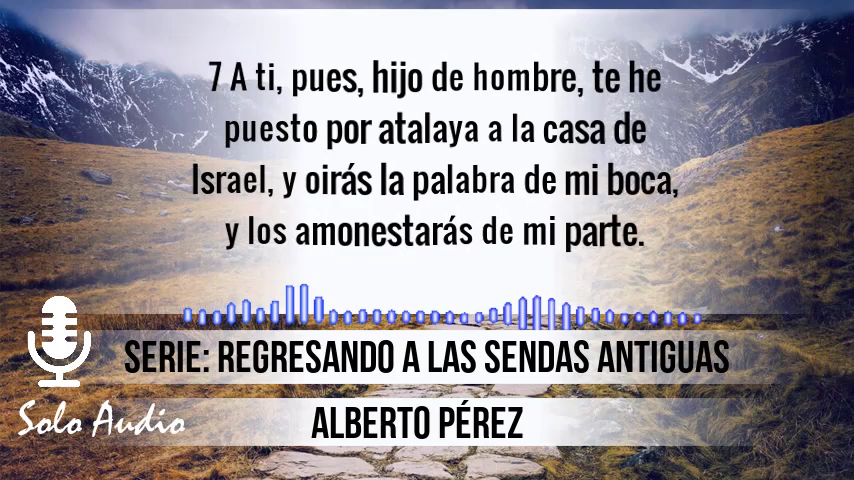 7 A ti, pues, hijo de hombre, te he
puesto por atalaya a la casa de
Israel, y oirás la palabra de mi boca,
y los amonestarás de mi parte.
SERIE: REGRESANDO A LAS SENDAS ANTIGUAS
Solo Audio
ALBERTO PÉREZ